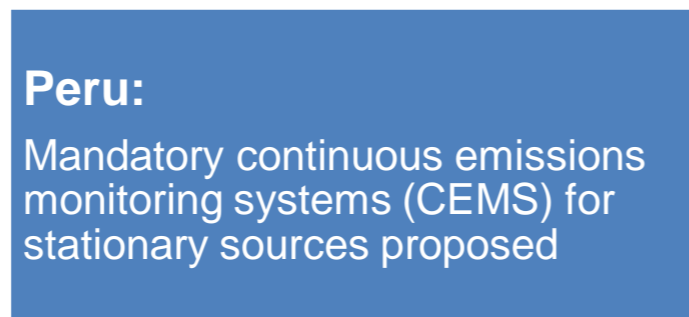 Peru:
Mandatory continuous emissions
monitoring systems (CEMS) for
stationary sources proposed